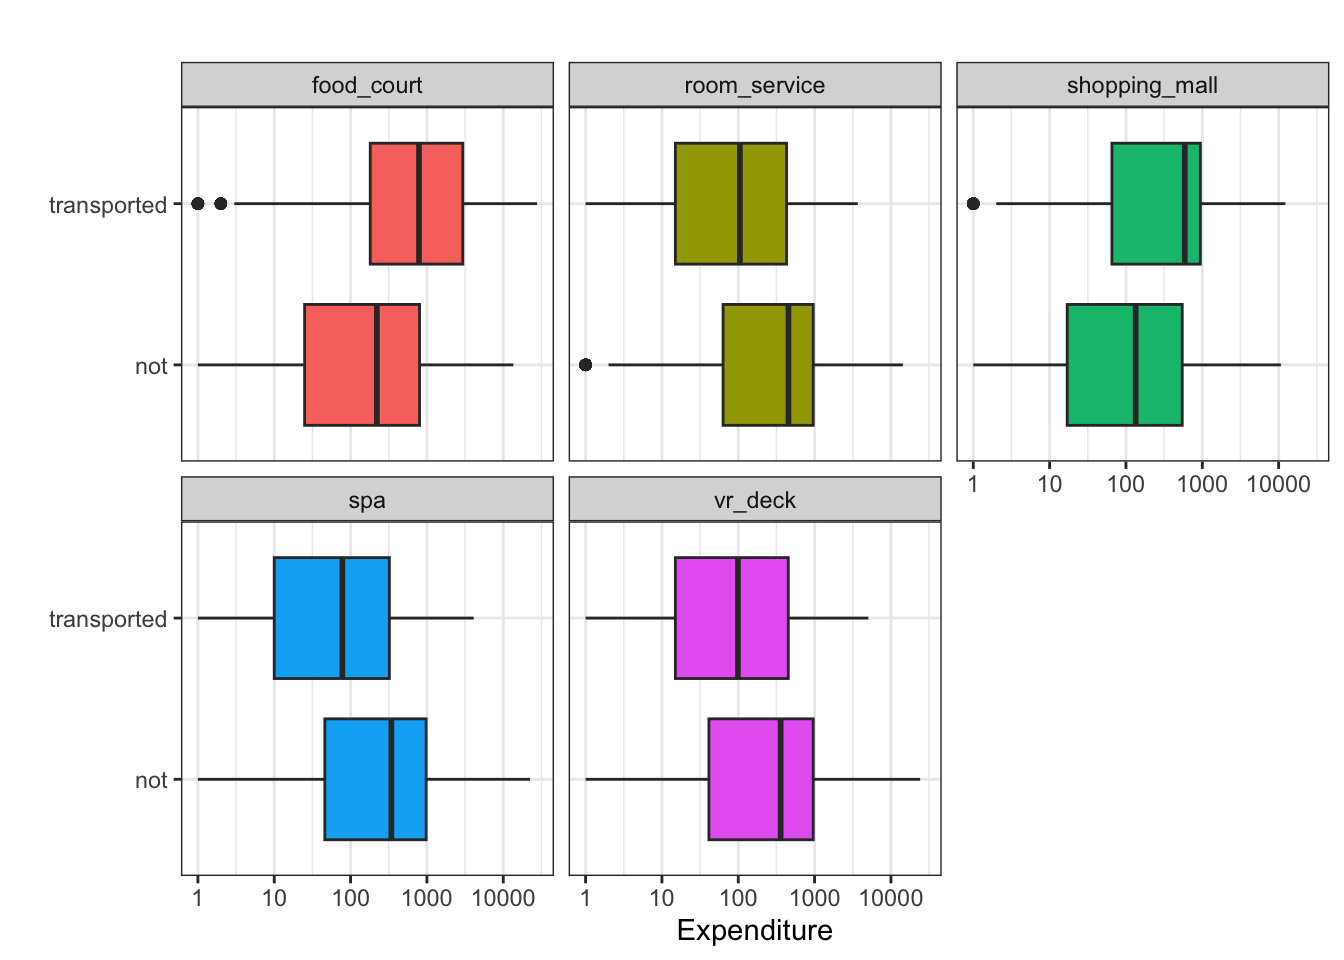 food_court room_service shopping_mall
transported
not
1 10 100 1000 10000
spa vr_deck
transported
not
1 10 100 1000 10000 1 10 100 1000 10000
Expenditure